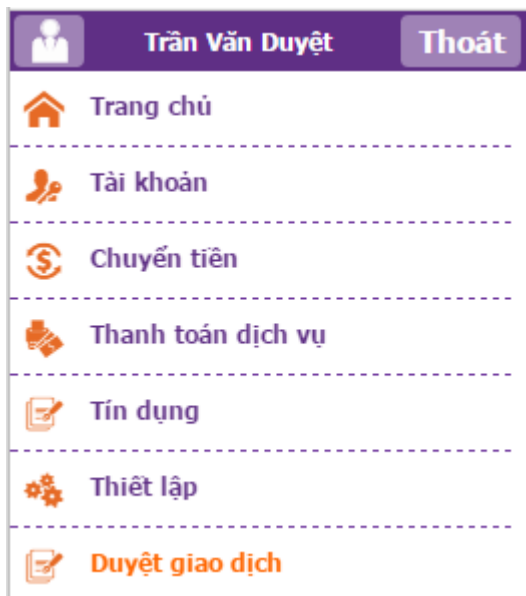 Trần Văn Duyệt Thoát
Trang chủ
Tài khoản
Chuyển tiền
Thanh toán dịch vụ
Tín dụng
Thiết lập
Duyệt giao dịch